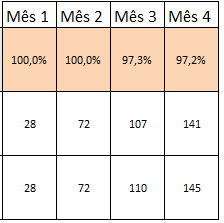 Mês 1 Mês 2 Mês 3 Mês 4
100,0% 100,0% 97,3% 97,2%
28 72 107 141
28 72 110 145